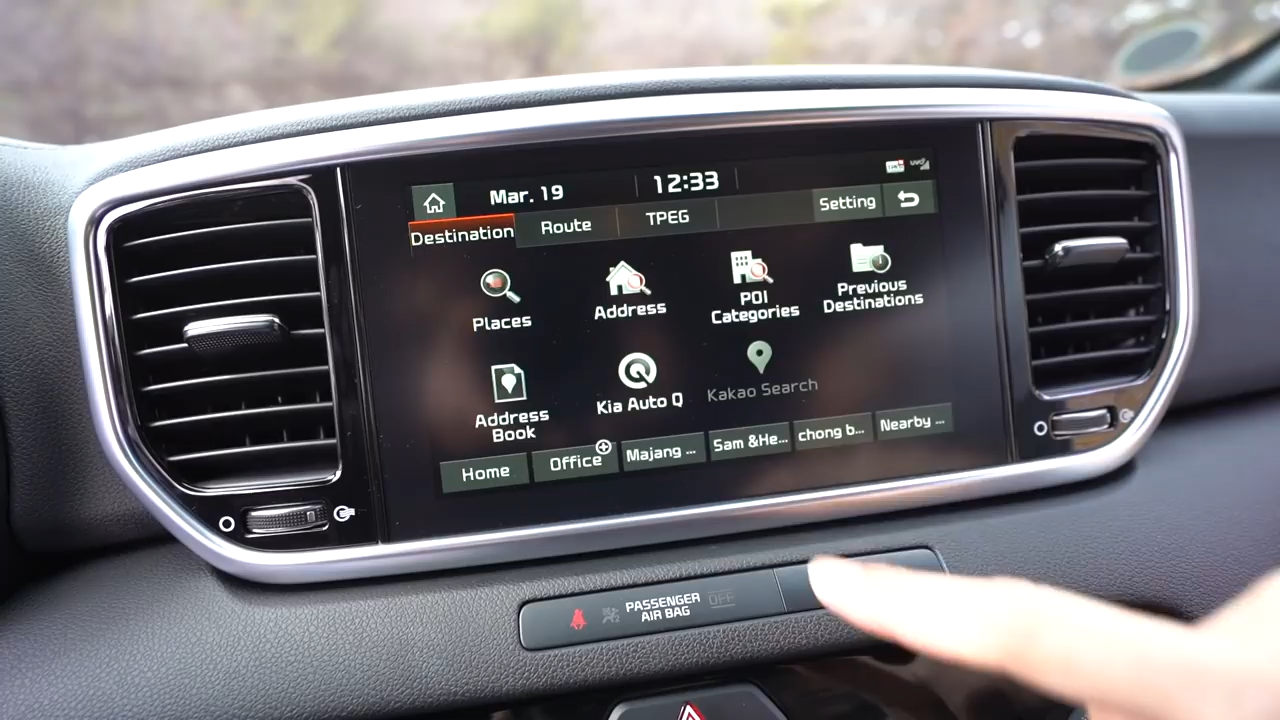 Mar. 19
12:33
Destination
Route
TPEG
Setting
Places
Address
POI
Categories
Previous
Destinations
Address
Book
Kia Auto Q
Kakao Search
Home
Office
Majang ...
Sam &He...
chong b...
Nearby ...
PASSENGER
AIR BAG
OFF